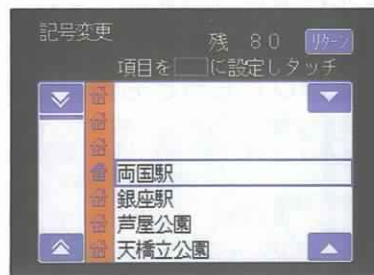 記号変更
残 80 リターン
項目を□に設定しタッチ
両国駅
銀座駅
芦屋公園
天橋立公園